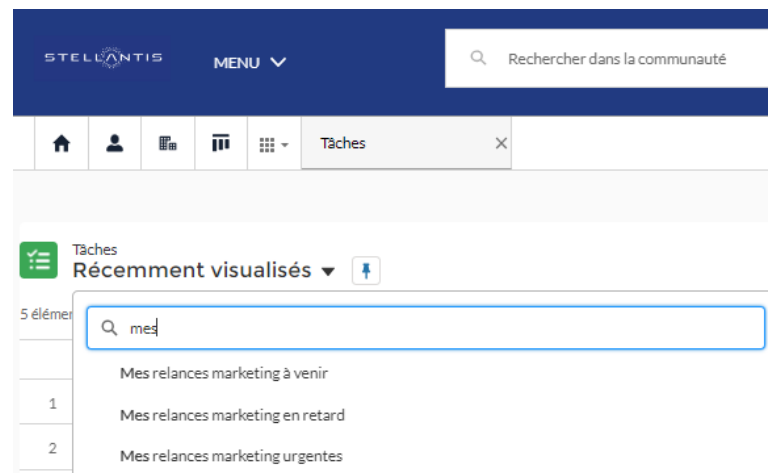 STELLANTIS MENU Rechercher dans la communauté
Tâches
Tâches
Récemment visualisés
5 élémen
mes
Mes relances marketing à venir
1
Mes relances marketing en retard
2
Mes relances marketing urgentes